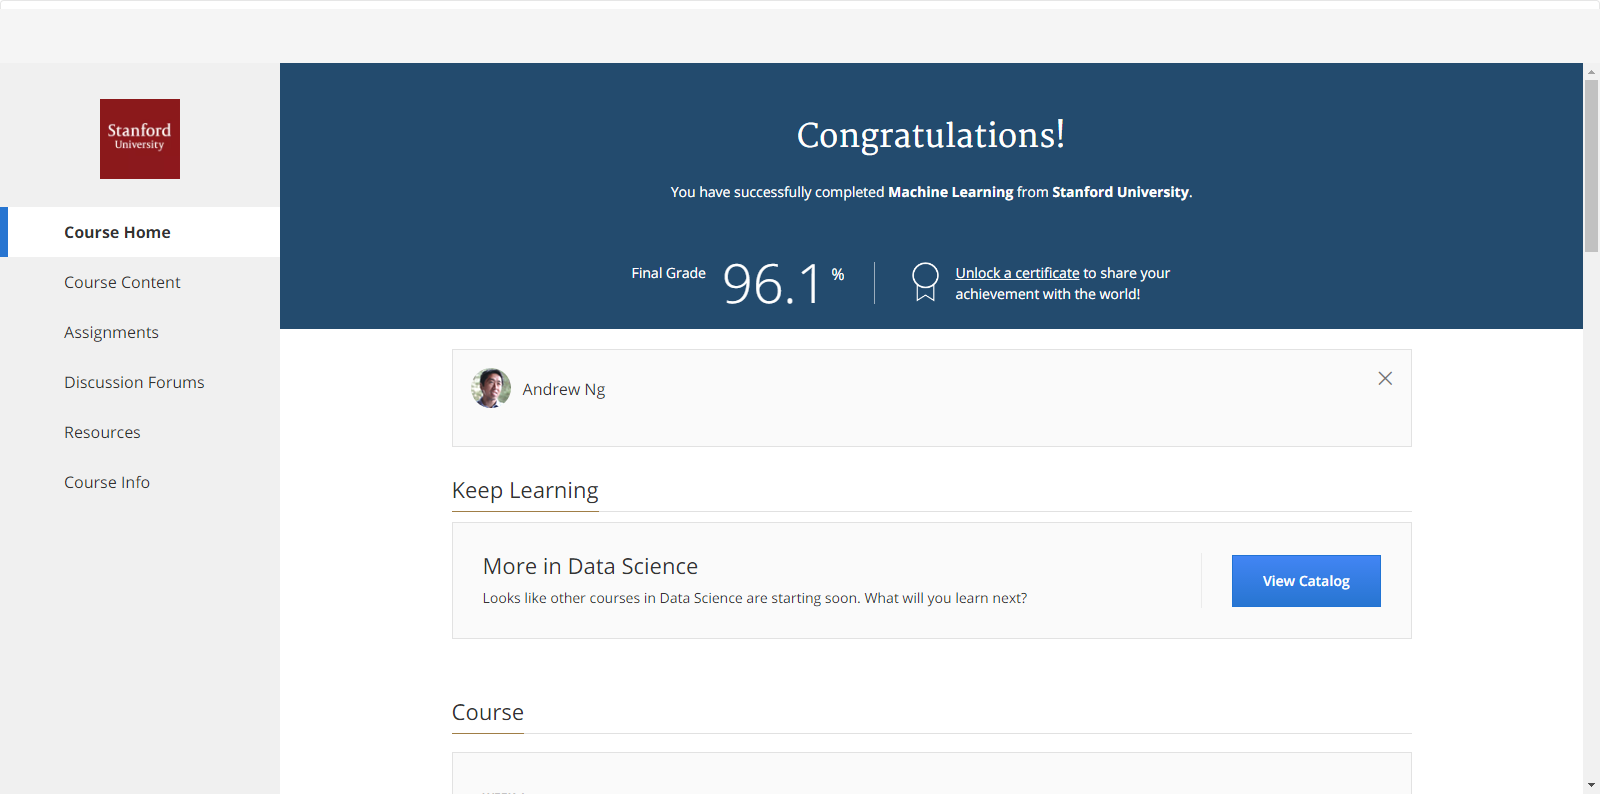 Stanford
University
Course Home
Course Content
Assignments
Discussion Forums
Resources
Course Info
Congratulations!
You have successfully completed Machine Learning from Stanford University.
Final Grade 96.1 %
Unlock a certificate to share your
achievement with the world!
Andrew Ng
Keep Learning
More in Data Science
Looks like other courses in Data Science are starting soon. What will you learn next?
View Catalog
Course